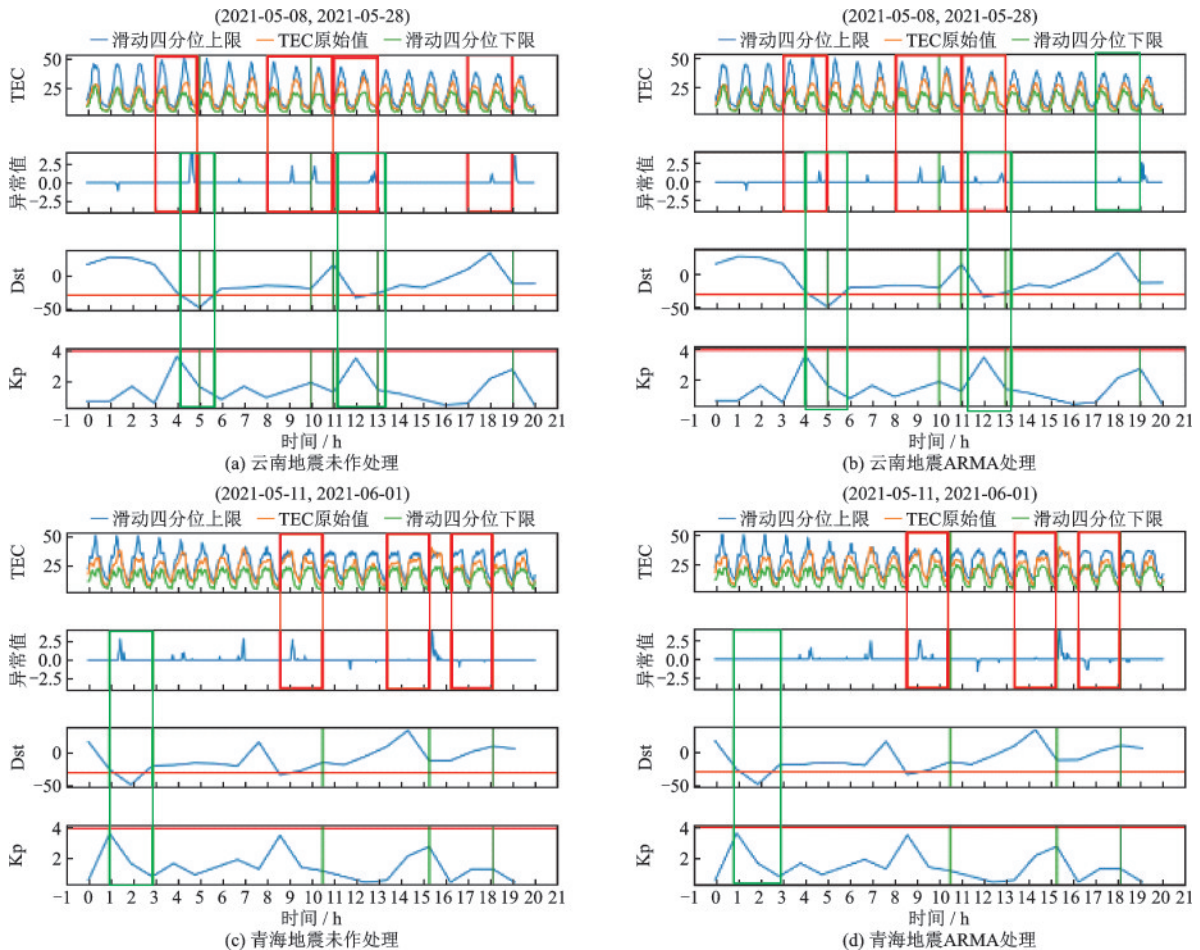 (2021-05-08, 2021-05-28)
滑动四分位上限 TEC原始值 滑动四分位下限
TEC
50
25
异常值
2.5
0.0
−2.5
Dst
0
−50
Kp
4
2
−1 0 1 2 3 4 5 6 7 8 9 10 11 12 13 14 15 16 17 18 19 20 21
时间 / h
(a) 云南地震未作处理
(2021-05-08, 2021-05-28)
滑动四分位上限 TEC原始值 滑动四分位下限
TEC
50
25
异常值
2.5
0.0
−2.5
Dst
0
−50
Kp
4
2
−1 0 1 2 3 4 5 6 7 8 9 10 11 12 13 14 15 16 17 18 19 20 21
时间 / h
(b) 云南地震ARMA处理
(2021-05-11, 2021-06-01)
滑动四分位上限 TEC原始值 滑动四分位下限
TEC
50
25
异常值
2.5
0.0
−2.5
Dst
0
−50
Kp
4
2
−1 0 1 2 3 4 5 6 7 8 9 10 11 12 13 14 15 16 17 18 19 20 21
时间 / h
(c) 青海地震未作处理
(2021-05-11, 2021-06-01)
滑动四分位上限 TEC原始值 滑动四分位下限
TEC
50
25
异常值
2.5
0.0
−2.5
Dst
0
−50
Kp
4
2
−1 0 1 2 3 4 5 6 7 8 9 10 11 12 13 14 15 16 17 18 19 20 21
时间 / h
(d) 青海地震ARMA处理